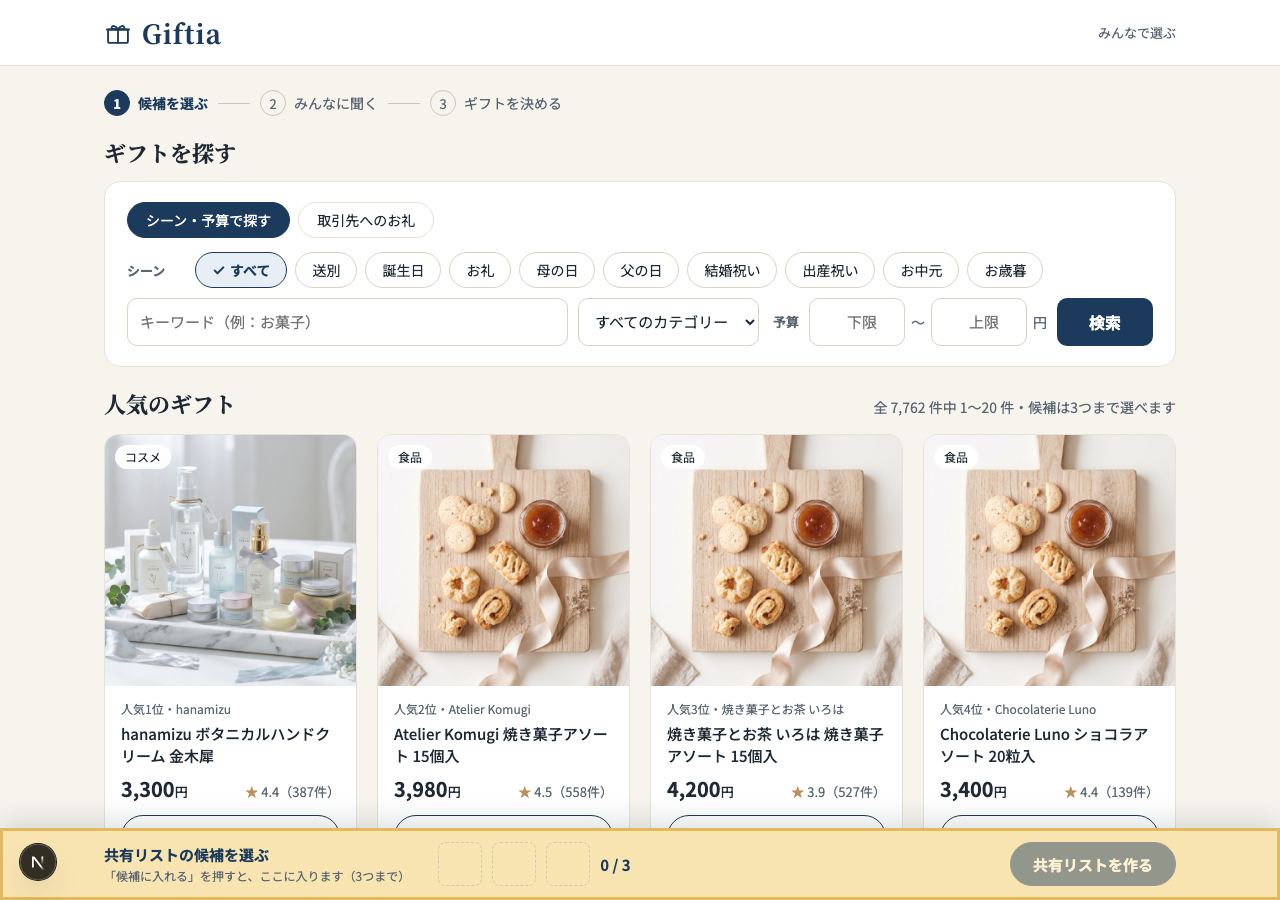 Giftia
みんなで選ぶ
1 候補を選ぶ 2 みんなに聞く 3 ギフトを決める
ギフトを探す
シーン・予算で探す 取引先へのお礼
シーン すべて 送別 誕生日 お礼 母の日 父の日 結婚祝い 出産祝い お中元 お歳暮
キーワード（例：お菓子） すべてのカテゴリー 予算 下限 〜 上限 円 検索
人気のギフト
全 7,762 件中 1〜20 件・候補は3つまで選べます
コスメ
食品
食品
食品
人気1位・hanamizu
hanamizu ボタニカルハンドク
リーム 金木犀
3,300円 ★ 4.4（387件）
人気2位・Atelier Komugi
Atelier Komugi 焼き菓子アソー
ト 15個入
3,980円 ★ 4.5（558件）
人気3位・焼き菓子とお茶 いろは
焼き菓子とお茶 いろは 焼き菓子
アソート 15個入
4,200円 ★ 3.9（527件）
人気4位・Chocolaterie Luno
Chocolaterie Luno ショコラア
ソート 20粒入
3,400円 ★ 4.4（139件）
N
共有リストの候補を選ぶ
「候補に入れる」を押すと、ここに入ります（3つまで）
0 / 3
共有リストを作る